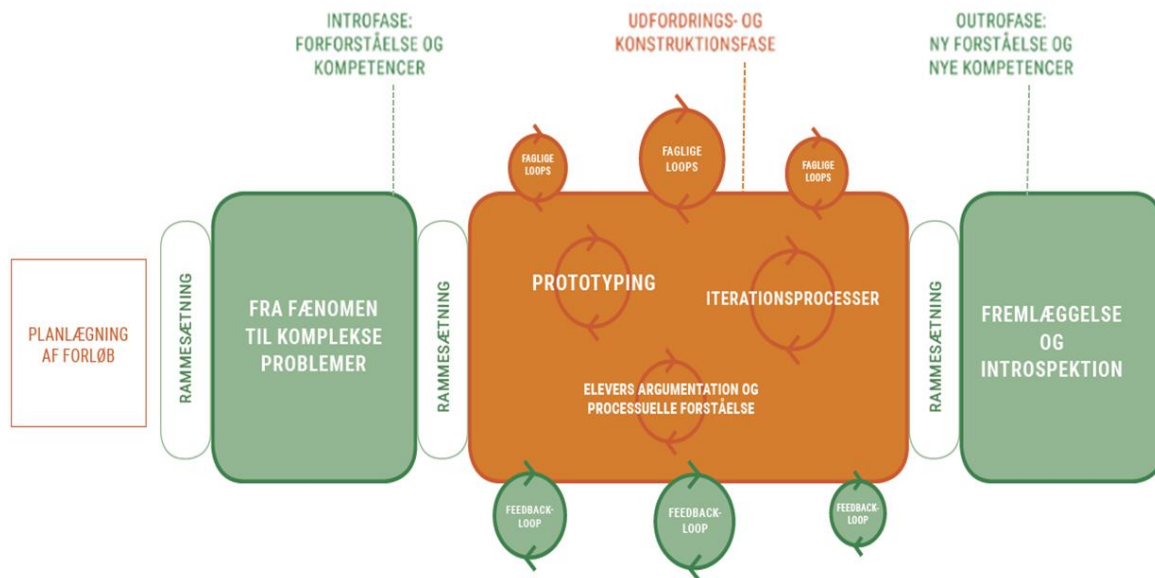 INTROFASE:
FORFORSTÅELSE OG
KOMPETENCER
UDFORDRINGS- OG
KONSTRUKTIONSFASE
OUTROFASE:
NY FORSTÅELSE OG
NYE KOMPETENCER
FAGLIGE
LOOPS
FAGLIGE
LOOPS
FAGLIGE
LOOPS
PLANLÆGNING
AF FORLØB
RAMMESÆTNING
FRA FÆNOMEN
TIL KOMPLEKSE
PROBLEMER
RAMMESÆTNING
PROTOTYPING
ITERATIONSPROCESSER
ELEVERS ARGUMENTATION OG
PROCESSUELLE FORSTÅELSE
RAMMESÆTNING
FREMLÆGGELSE
OG
INTROSPEKTION
FEEDBACK-
LOOP
FEEDBACK-
LOOP
FEEDBACK-
LOOP